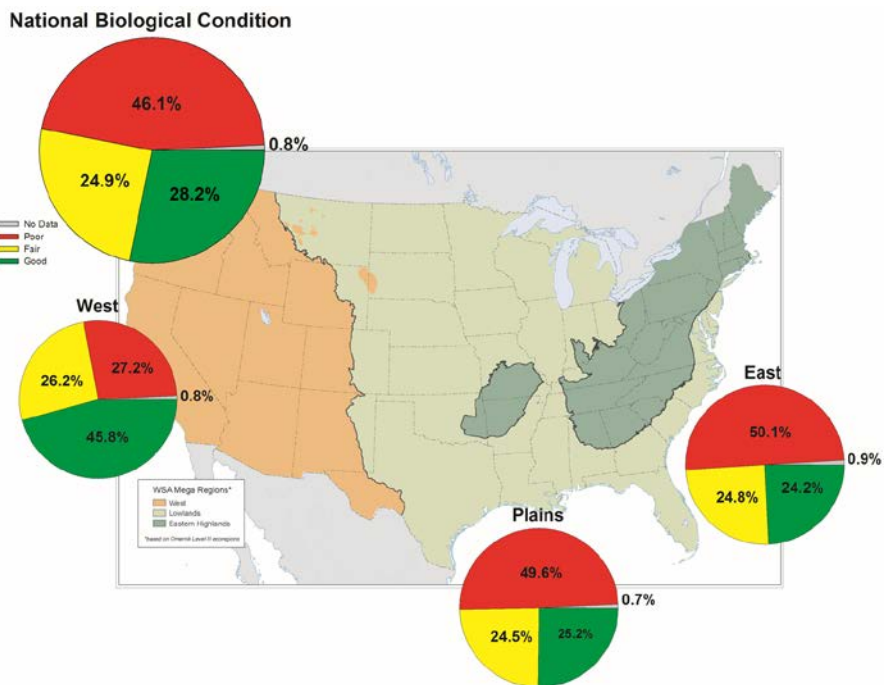 National Biological Condition
46.1%
0.8%
24.9%
28.2%
No Data
Poor
Fair
Good
West
26.2%
27.2%
0.8%
45.8%
East
50.1%
0.9%
24.8%
24.2%
WSA Mega Regions*
West
Lowlands
Eastern Highlands
*based on Omernik Level II ecoregions
Plains
49.6%
0.7%
24.5%
25.2%